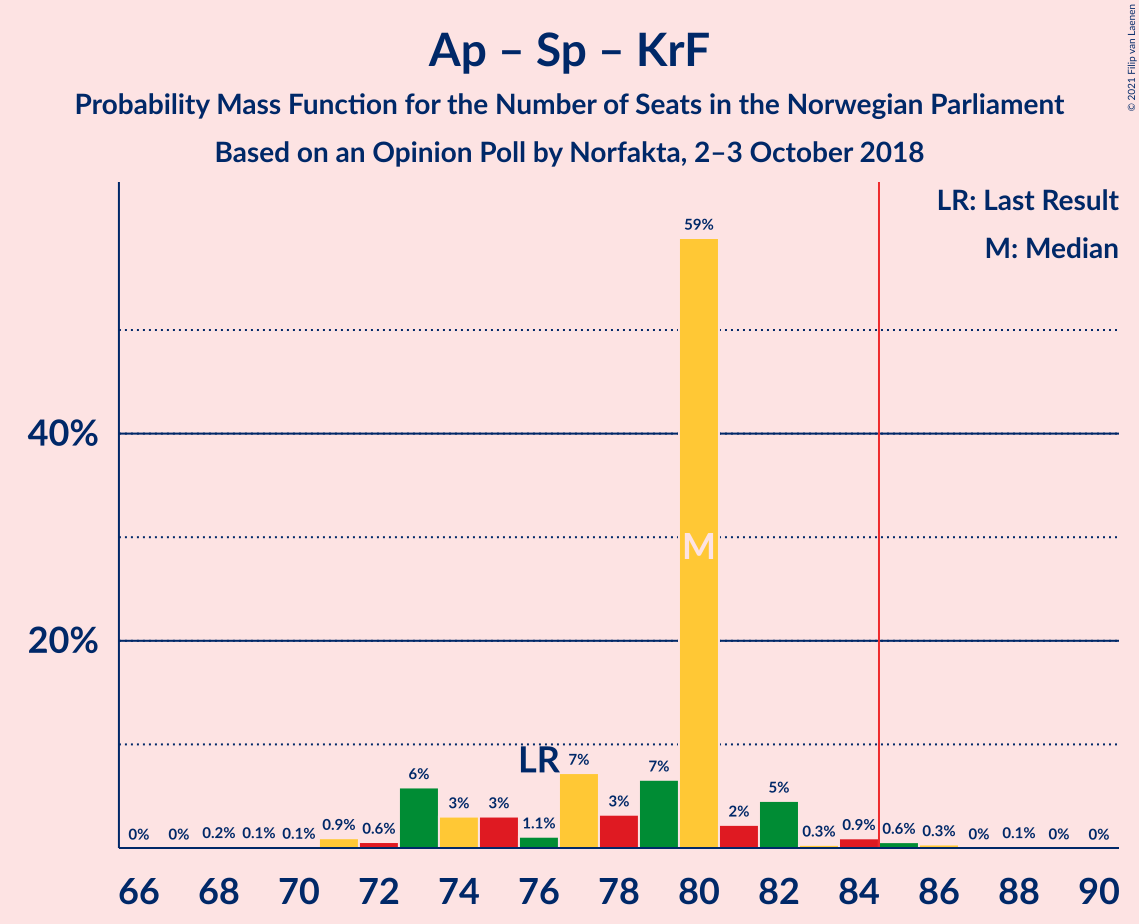 Ap – Sp – KrF
Probability Mass Function for the Number of Seats in the Norwegian Parliament
Based on an Opinion Poll by Norfakta, 2–3 October 2018
© 2021 Filip van Laenen
LR: Last Result
M: Median
59%
40%
M
20%
LR
0% 0% 0.2% 0.1% 0.1% 0.9% 0.6% 6% 3% 3% 1.1% 7% 3% 7% 2% 5% 0.3% 0.9% 0.6% 0.3% 0% 0.1% 0% 0%
66 68 70 72 74 76 78 80 82 84 86 88 90